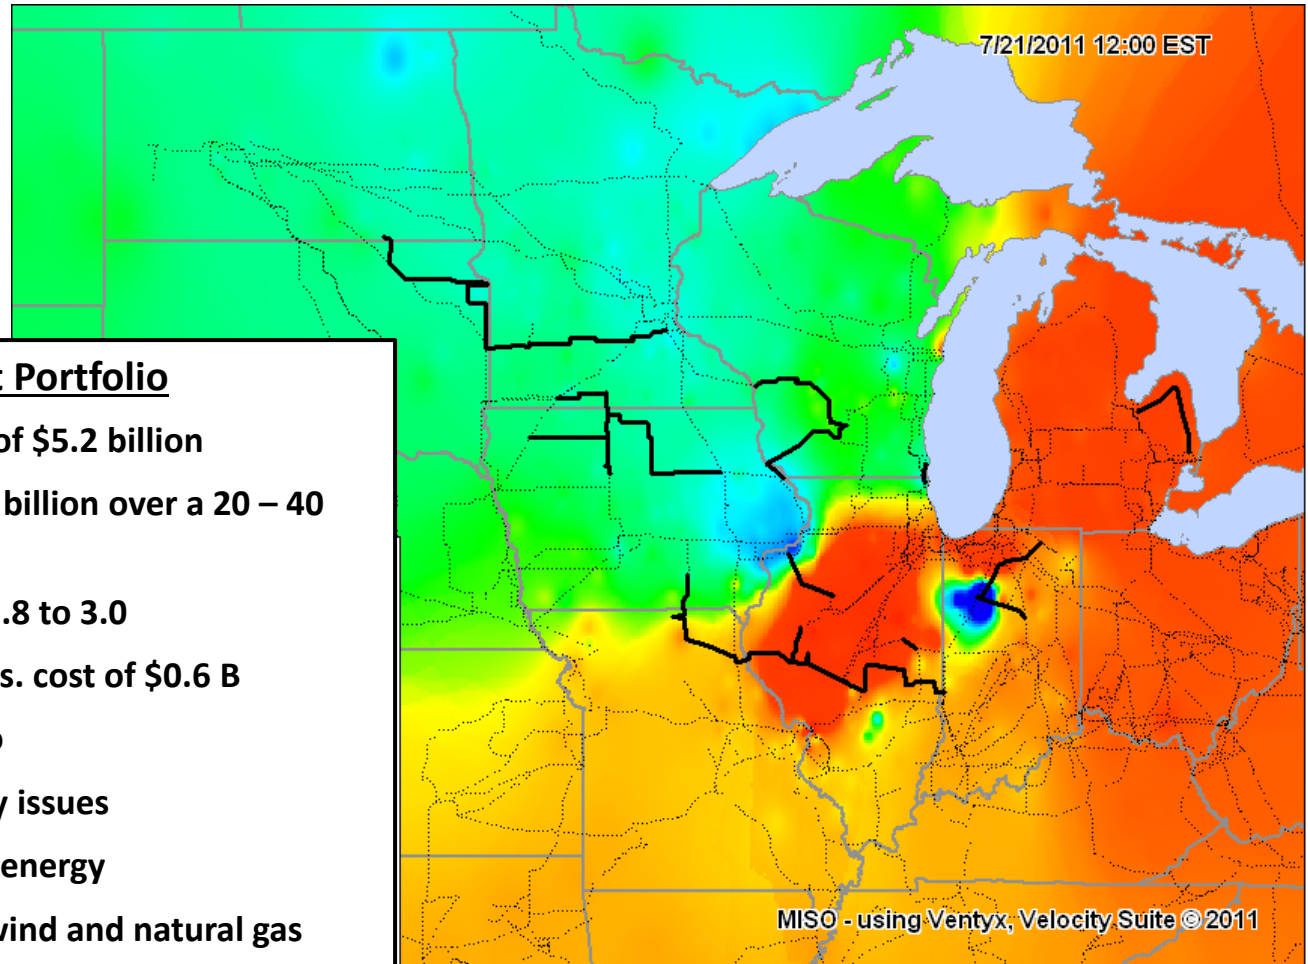 7/21/2011 12:00 EST
t Portfolio
of $5.2 billion
billion over a 20 – 40
.8 to 3.0
s. cost of $0.6 B
y issues
energy
wind and natural gas
MISO - using Ventyx, Velocity Suite © 2011